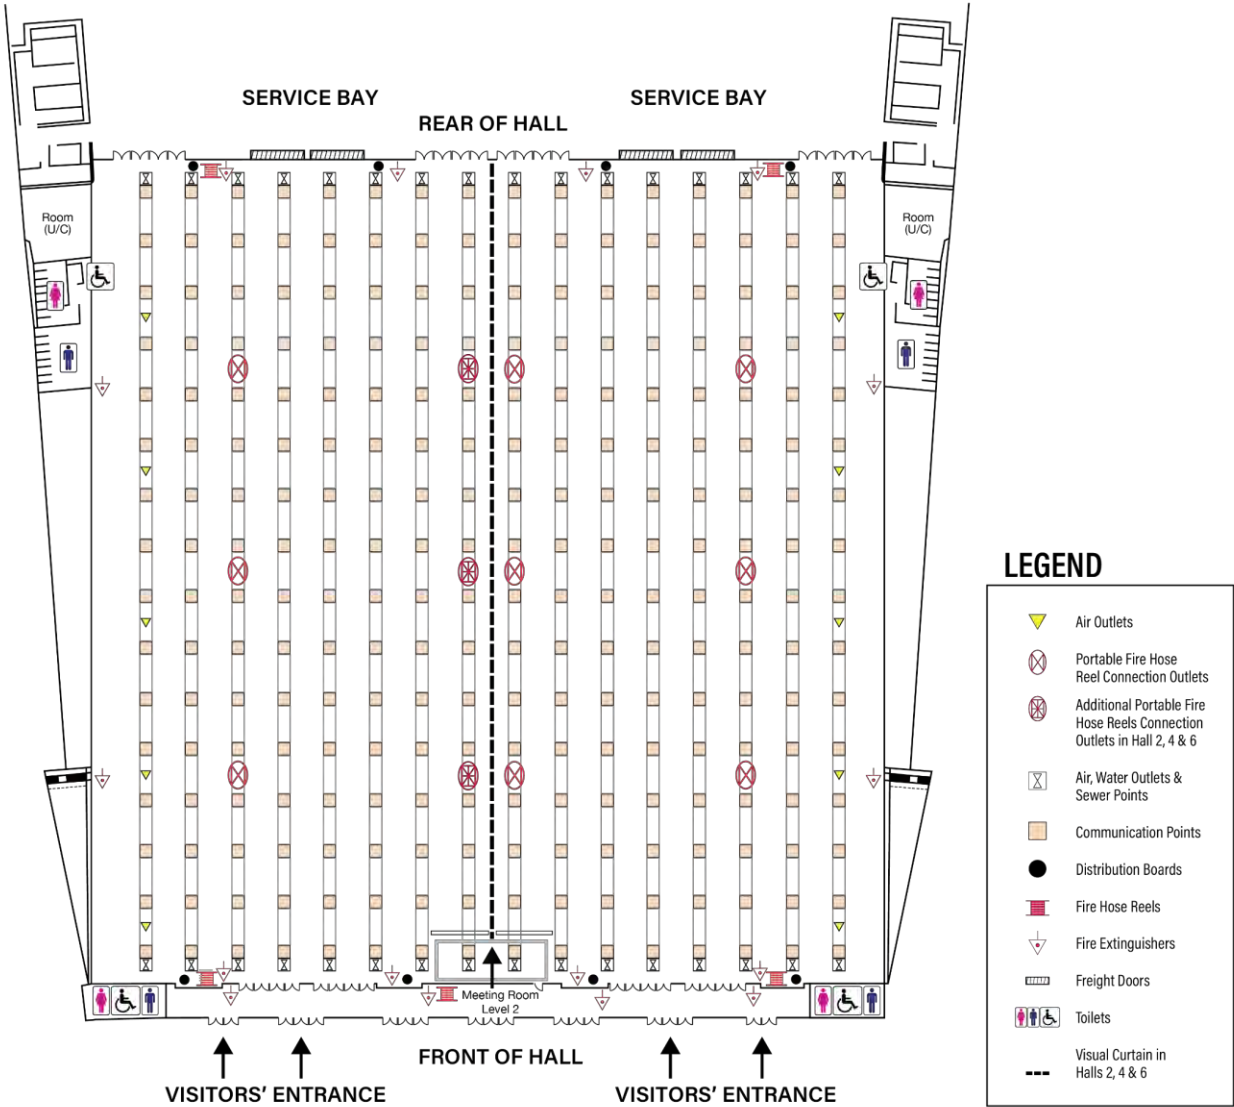 SERVICE BAY
SERVICE BAY
REAR OF HALL
Room
(U/C)
Room
(U/C)
LEGEND
Air Outlets
Portable Fire Hose
Reel Connection Outlets
Additional Portable Fire
Hose Reels Connection
Outlets in Hall 2, 4 & 6
Air, Water Outlets &
Sewer Points
Communication Points
Distribution Boards
Fire Hose Reels
Fire Extinguishers
Freight Doors
Toilets
Visual Curtain in
Halls 2, 4 & 6
Meeting Room
Level 2
FRONT OF HALL
VISITORS' ENTRANCE
VISITORS' ENTRANCE